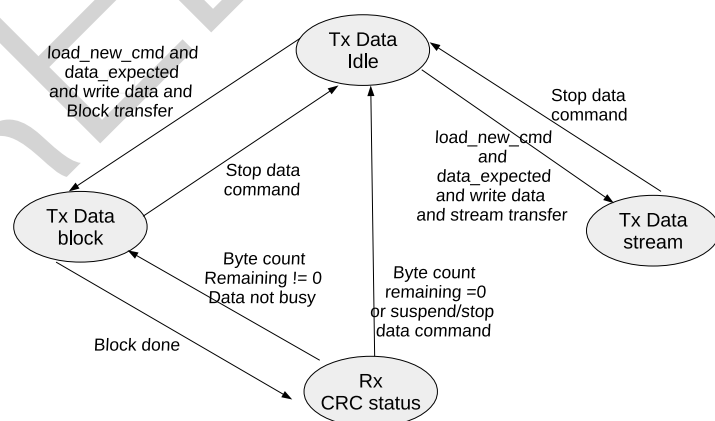 Tx Data
Idle
load_new_cmd and
data_expected
and write data and
Block transfer
Stop data
command
load_new_cmd
and
data_expected
and write data
and stream transfer
Stop data
command
Tx Data
block
Tx Data
stream
Byte count
Remaining != 0
Data not busy
Byte count
remaining =0
or suspend/stop
data command
Block done
Rx
CRC status